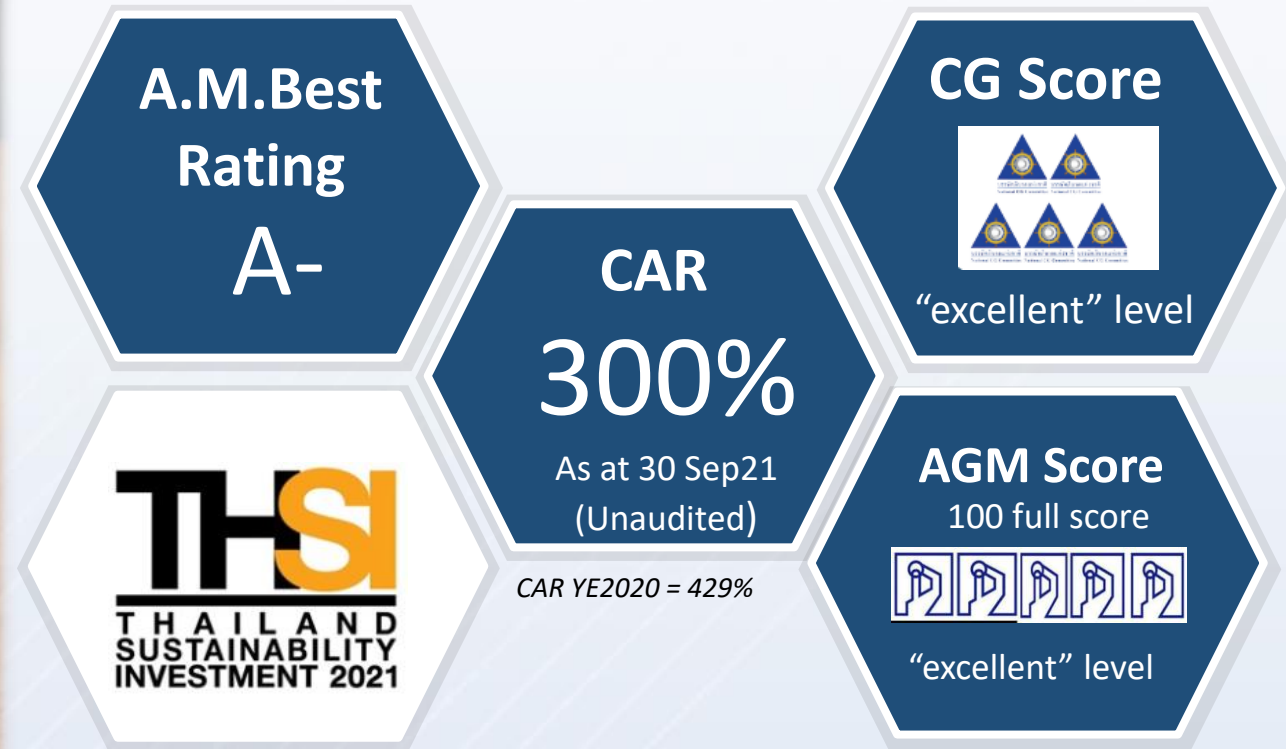 A.M.Best
Rating
A-
CG Score
“excellent” level
CAR
300%
As at 30 Sep21
(Unaudited)
CAR YE2020 = 429%
THSI
THAILAND
SUSTAINABILITY
INVESTMENT 2021
AGM Score
100 full score
“excellent” level